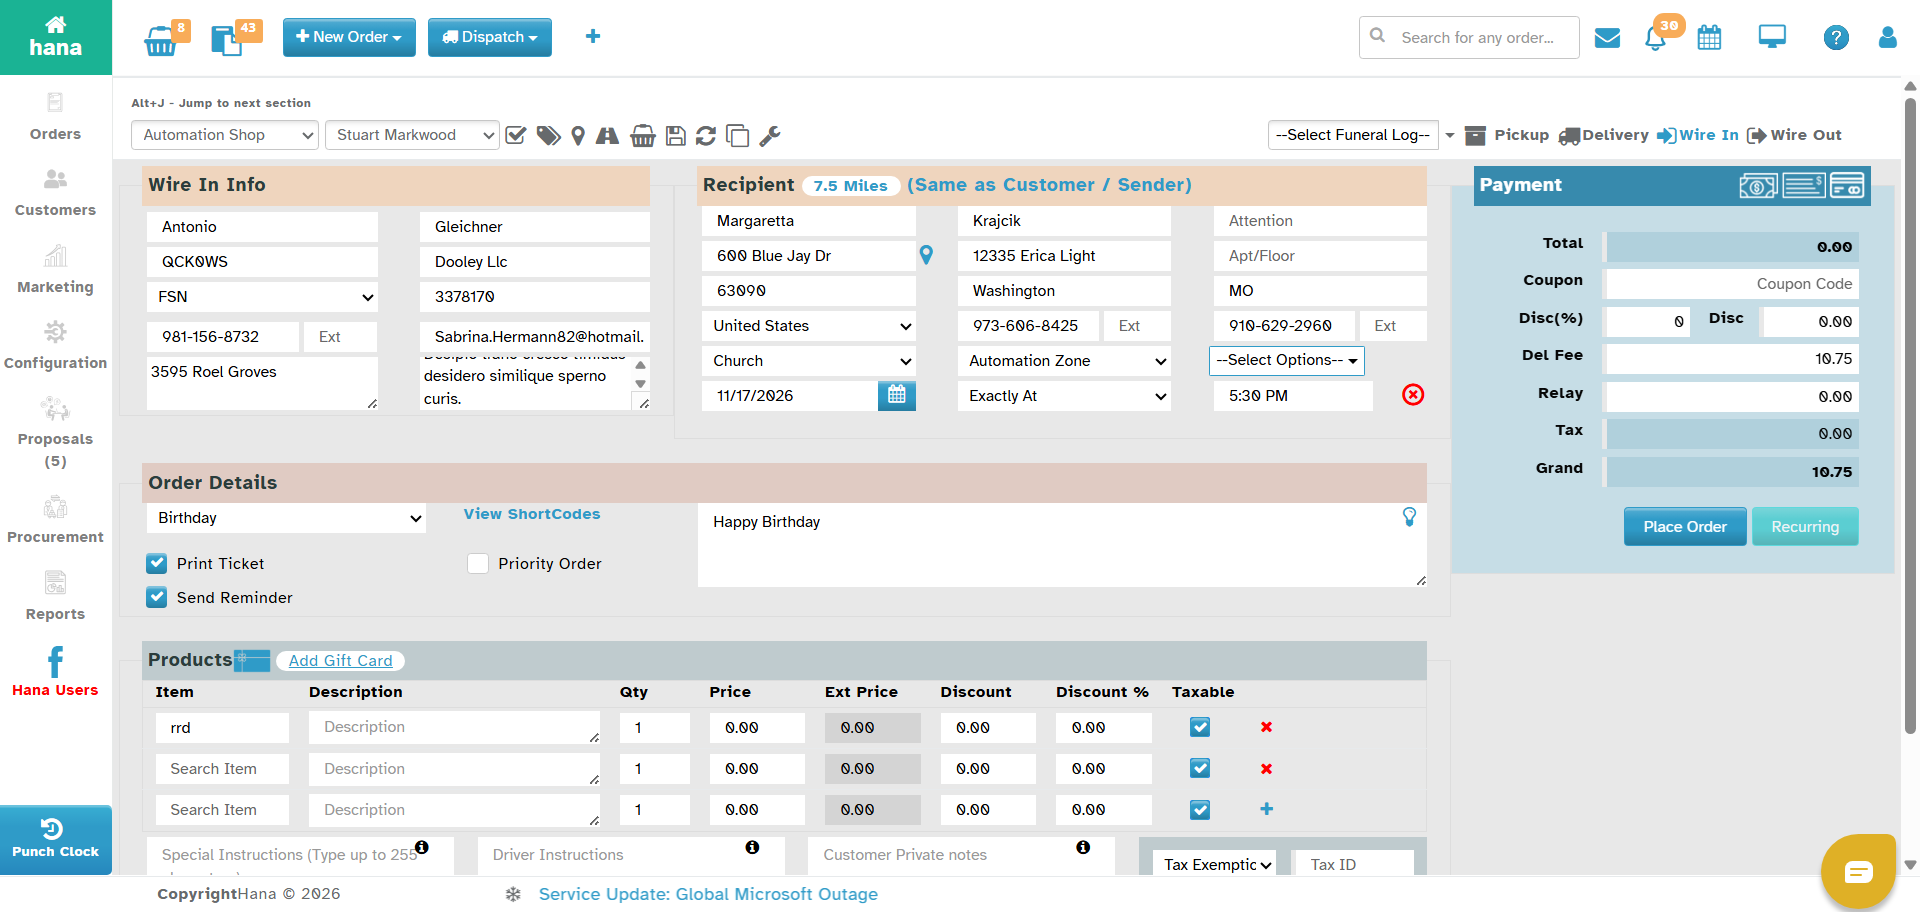 hana
8
43
New Order
Dispatch
Search for any order...
30
Orders
Customers
Marketing
Configuration
Proposals
(5)
Procurement
Reports
Hana Users
Punch Clock
Alt+J - Jump to next section
Automation Shop
Stuart Markwood
--Select Funeral Log--
Pickup
Delivery
Wire In
Wire Out
Wire In Info
Antonio
Gleichner
QCK0WS
Dooley Llc
FSN
3378170
981-156-8732
Ext
Sabrina.Hermann82@hotmail.
3595 Roel Groves
desidero similique sperno
curis.
Recipient
7.5 Miles
(Same as Customer / Sender)
Margaretta
Krajcik
Attention
600 Blue Jay Dr
12335 Erica Light
Apt/Floor
63090
Washington
MO
United States
973-606-8425
Ext
910-629-2960
Ext
Church
Automation Zone
--Select Options--
11/17/2026
Exactly At
5:30 PM
Payment
Total
0.00
Coupon
Coupon Code
Disc(%)
0
Disc
0.00
Del Fee
10.75
Relay
0.00
Tax
0.00
Grand
10.75
Place Order
Recurring
Order Details
Birthday
View ShortCodes
Happy Birthday
Print Ticket
Priority Order
Send Reminder
Products
Add Gift Card
Item Description Qty Price Ext Price Discount Discount % Taxable
rrd Description 1 0.00 0.00 0.00 0.00
Search Item Description 1 0.00 0.00 0.00 0.00
Search Item Description 1 0.00 0.00 0.00 0.00
Special Instructions (Type up to 255
Driver Instructions
Customer Private notes
Tax Exemptic
Tax ID
CopyrightHana © 2026
Service Update: Global Microsoft Outage